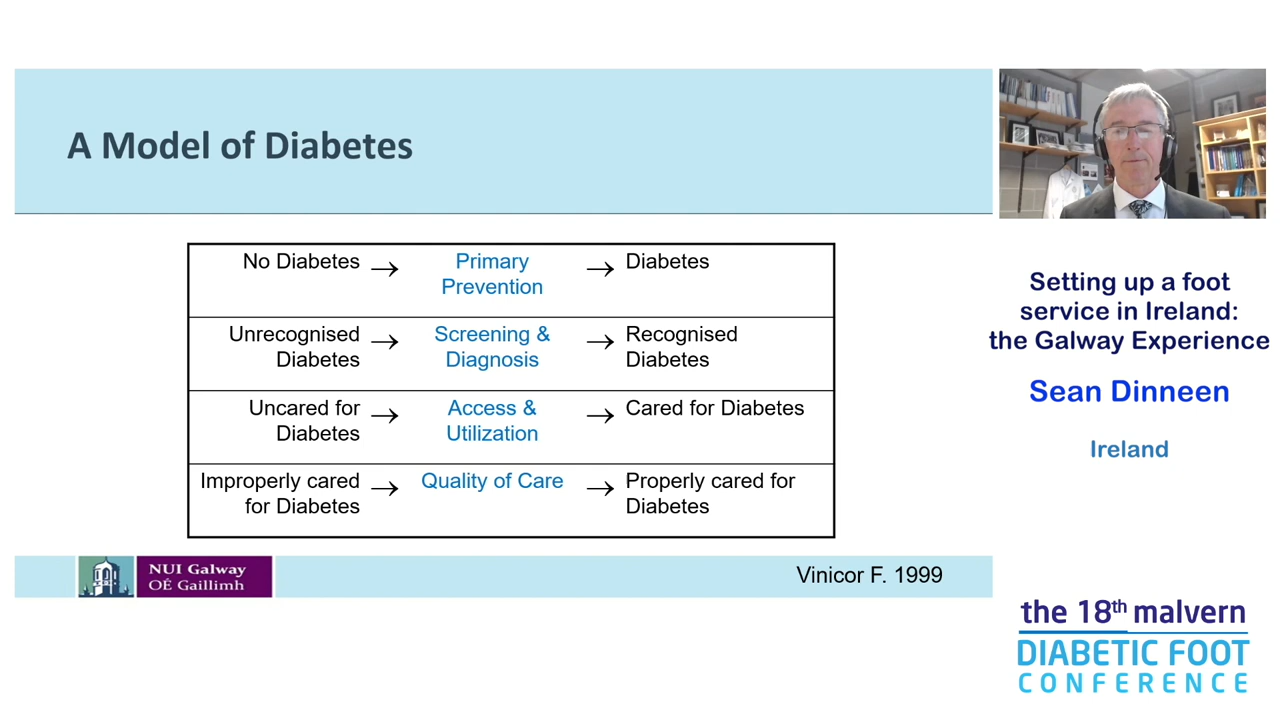 A Model of Diabetes
No Diabetes → Primary → Diabetes
Prevention
Unrecognised → Screening & → Recognised
Diabetes Diagnosis Diabetes
Uncared for → Access & → Cared for Diabetes
Diabetes Utilization
Improperly cared → Quality of Care → Properly cared for
for Diabetes Diabetes
NUI Galway
OÉ Gaillimh
Vinicor F. 1999
Setting up a foot
service in Ireland:
the Galway Experience
Sean Dinneen
Ireland
the 18th malvern
DIABETIC FOOT
CONFERENCE